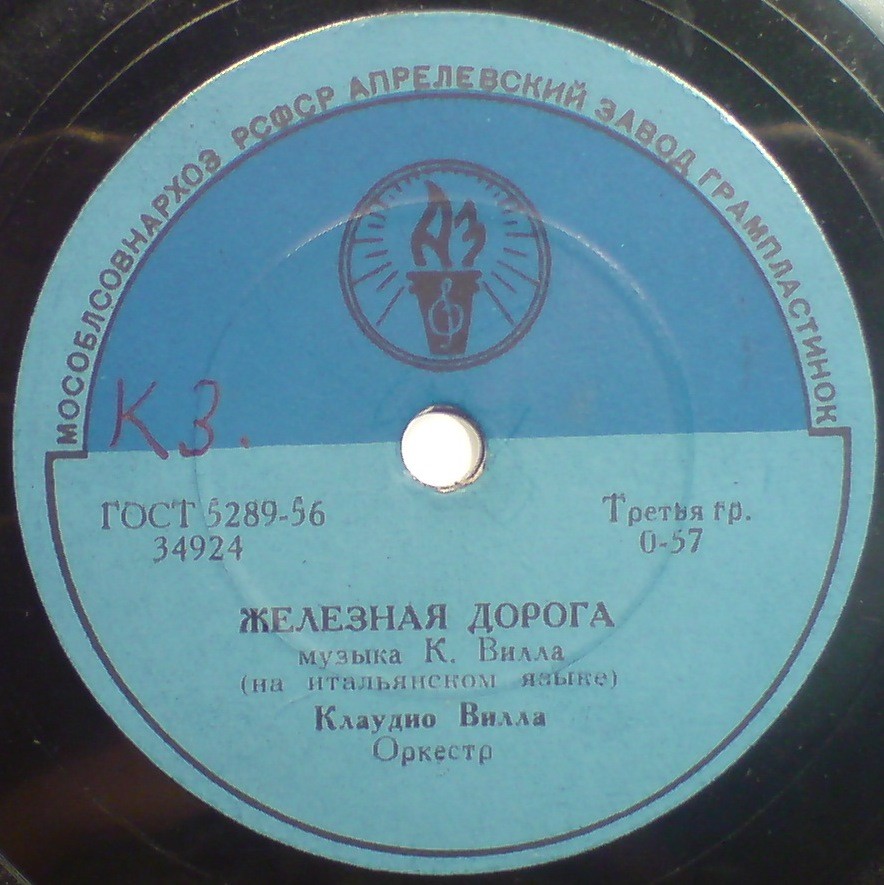 МОСОБЛСОВНАРХОЗ РСФСР АПРЕЛЕВСКИЙ ЗАВОД ГРАМПЛАСТИНОК
АЗ
КЗ.
ГОСТ 5289-56
34924
Третья гр.
0-57
ЖЕЛЕЗНАЯ ДОРОГА
музыка К. Вилла
(на итальянском языке)
Клаудио Вилла
Оркестр